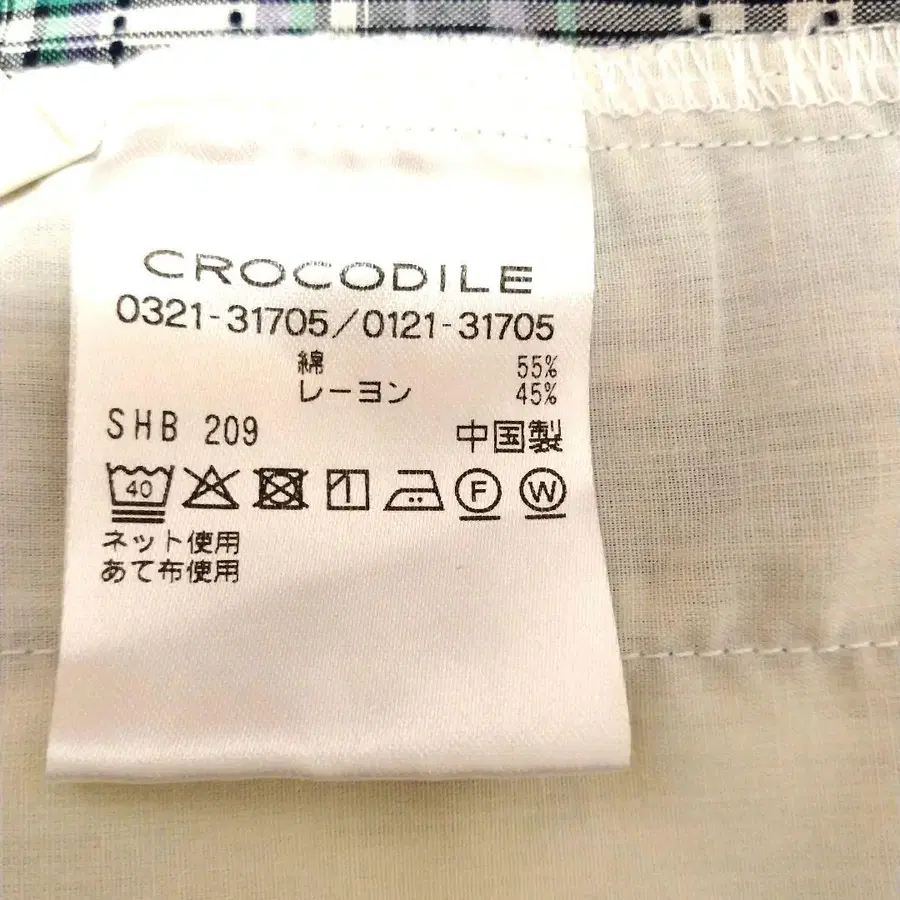 CROCODILE
0321-31705/0121-31705
綿 55%
レーヨン 45%
SHB 209 中国製
40 F W
ネット使用
あて布使用